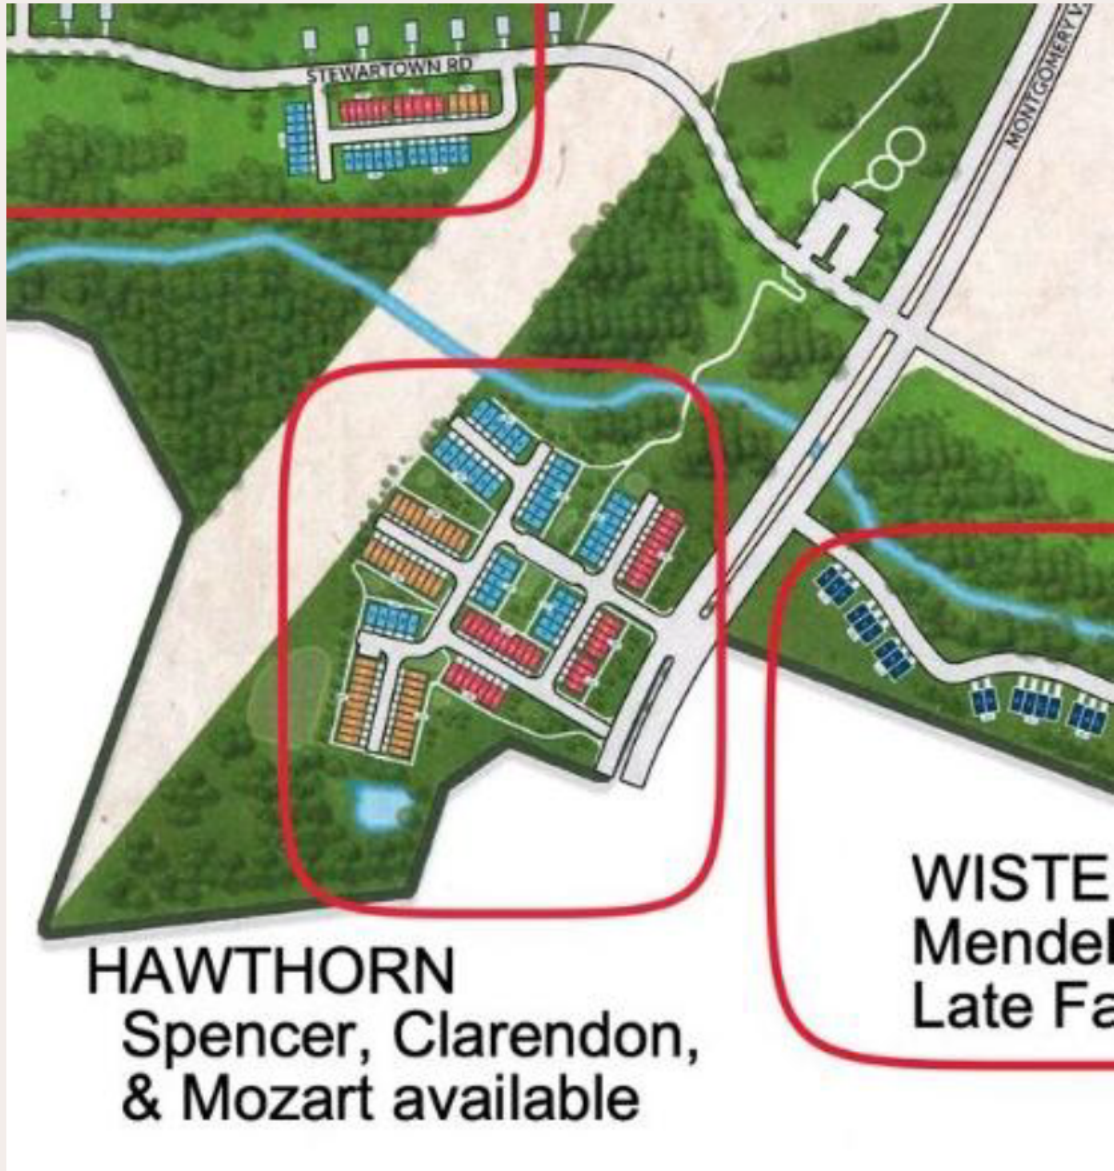 STEWARTOWN RD
MONTGOMERY V
HAWTHORN
Spencer, Clarendon,
& Mozart available
WISTE
Mendel
Late Fa